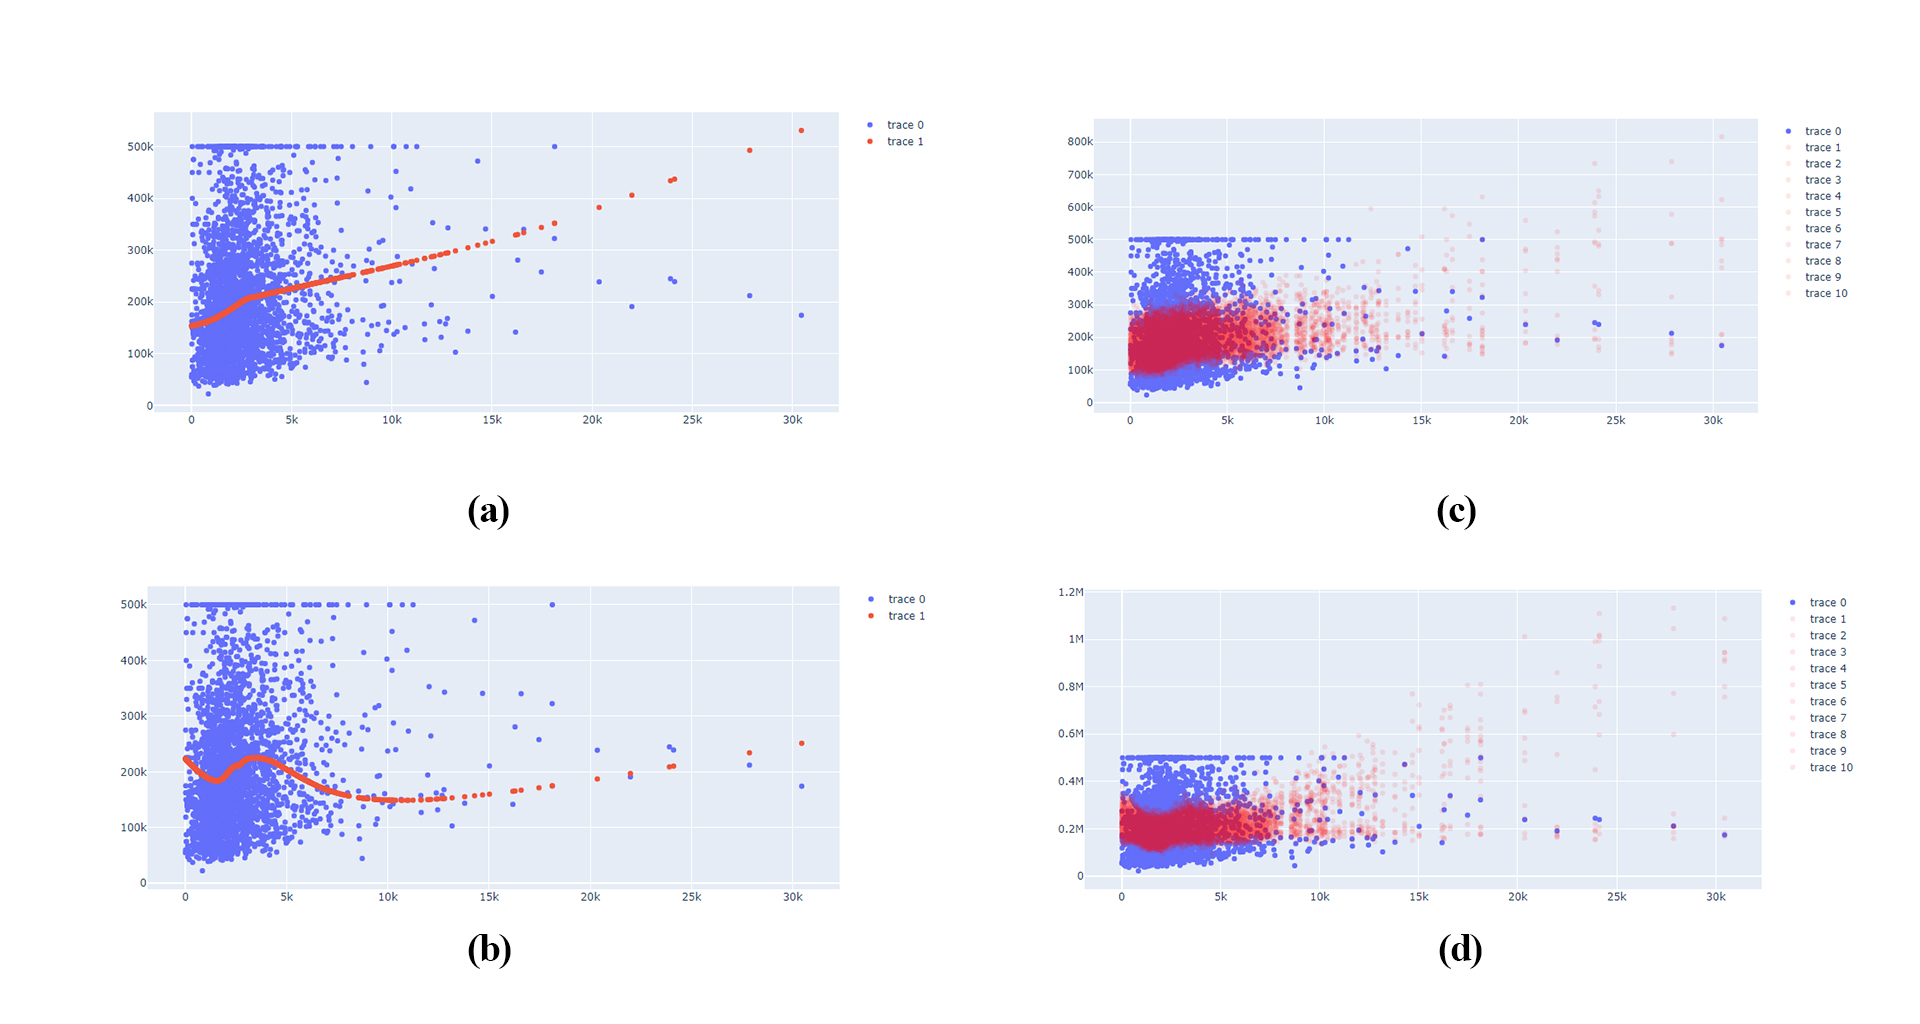 500k
400k
300k
200k
100k
0
0 5k 10k 15k 20k 25k 30k
trace 0
trace 1
(a)
800k
700k
600k
500k
400k
300k
200k
100k
0
0 5k 10k 15k 20k 25k 30k
trace 0
trace 1
trace 2
trace 3
trace 4
trace 5
trace 6
trace 7
trace 8
trace 9
trace 10
(c)
500k
400k
300k
200k
100k
0
0 5k 10k 15k 20k 25k 30k
trace 0
trace 1
(b)
1.2M
1M
0.8M
0.6M
0.4M
0.2M
0
0 5k 10k 15k 20k 25k 30k
trace 0
trace 1
trace 2
trace 3
trace 4
trace 5
trace 6
trace 7
trace 8
trace 9
trace 10
(d)